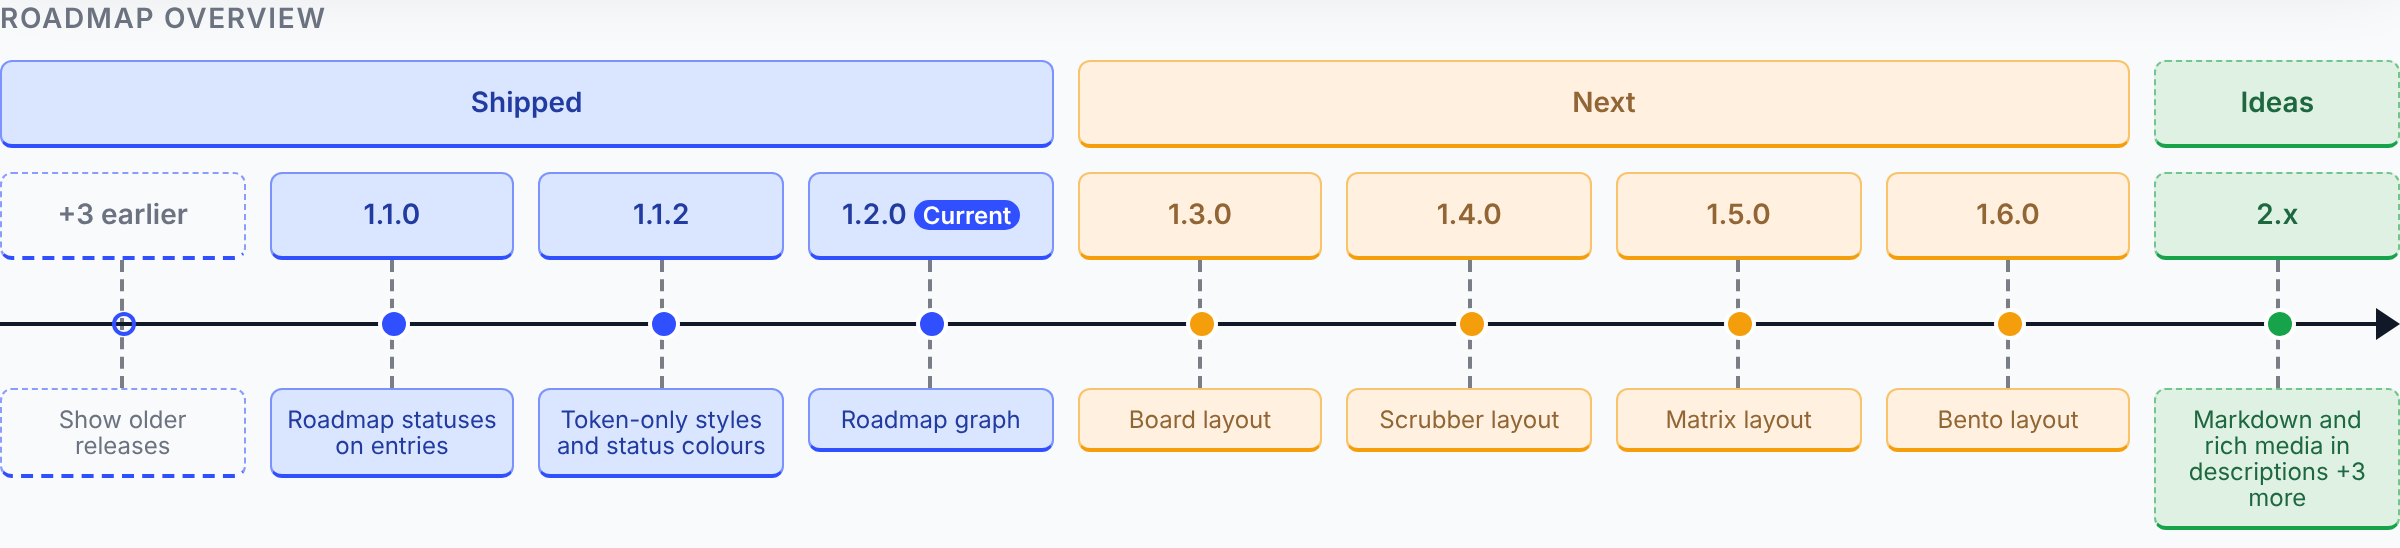 ROADMAP OVERVIEW
Shipped
Next
Ideas
+3 earlier
1.1.0
1.1.2
1.2.0 Current
1.3.0
1.4.0
1.5.0
1.6.0
2.x
Show older
releases
Roadmap statuses
on entries
Token-only styles
and status colours
Roadmap graph
Board layout
Scrubber layout
Matrix layout
Bento layout
Markdown and
rich media in
descriptions +3
more